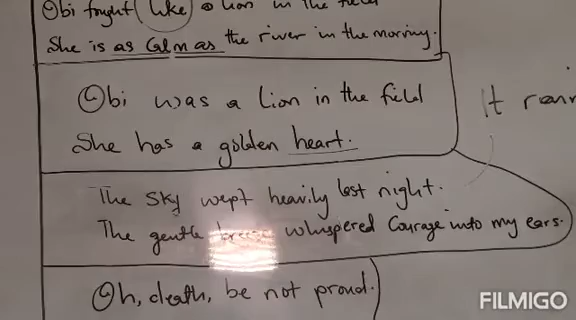 Obi fought like a lion in the field
She is as Calm as the river in the morning.
Obi was a Lion in the field
She has a golden heart.
It
The Sky wept heavily last night.
The gentle whispered Courage into my ears.
Oh, death, be not proud.
FILMIGO